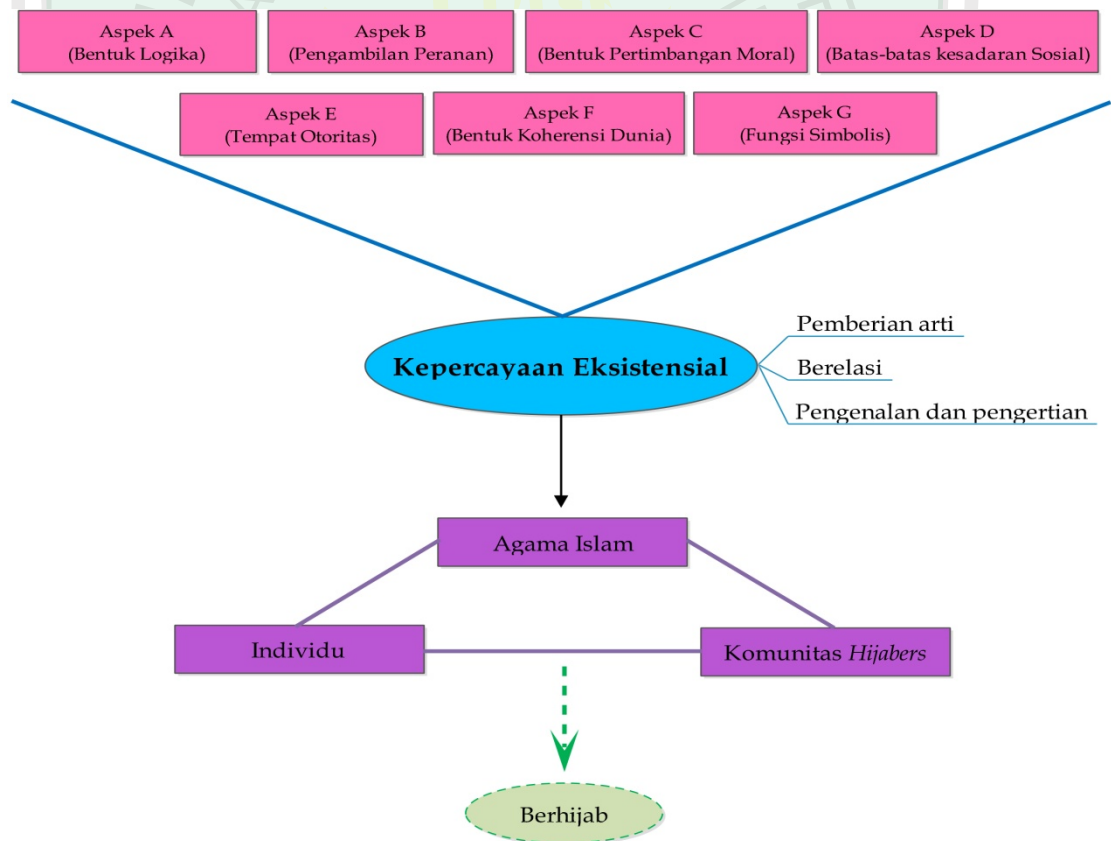 Aspek A
(Bentuk Logika)
Aspek B
(Pengambilan Peranan)
Aspek C
(Bentuk Pertimbangan Moral)
Aspek D
(Batas-batas kesadaran Sosial)
Aspek E
(Tempat Otoritas)
Aspek F
(Bentuk Koherensi Dunia)
Aspek G
(Fungsi Simbolis)
Kepercayaan Eksistensial
Pemberian arti
Berelasi
Pengenalan dan pengertian
Agama Islam
Individu
Komunitas Hijabers
Berhijab